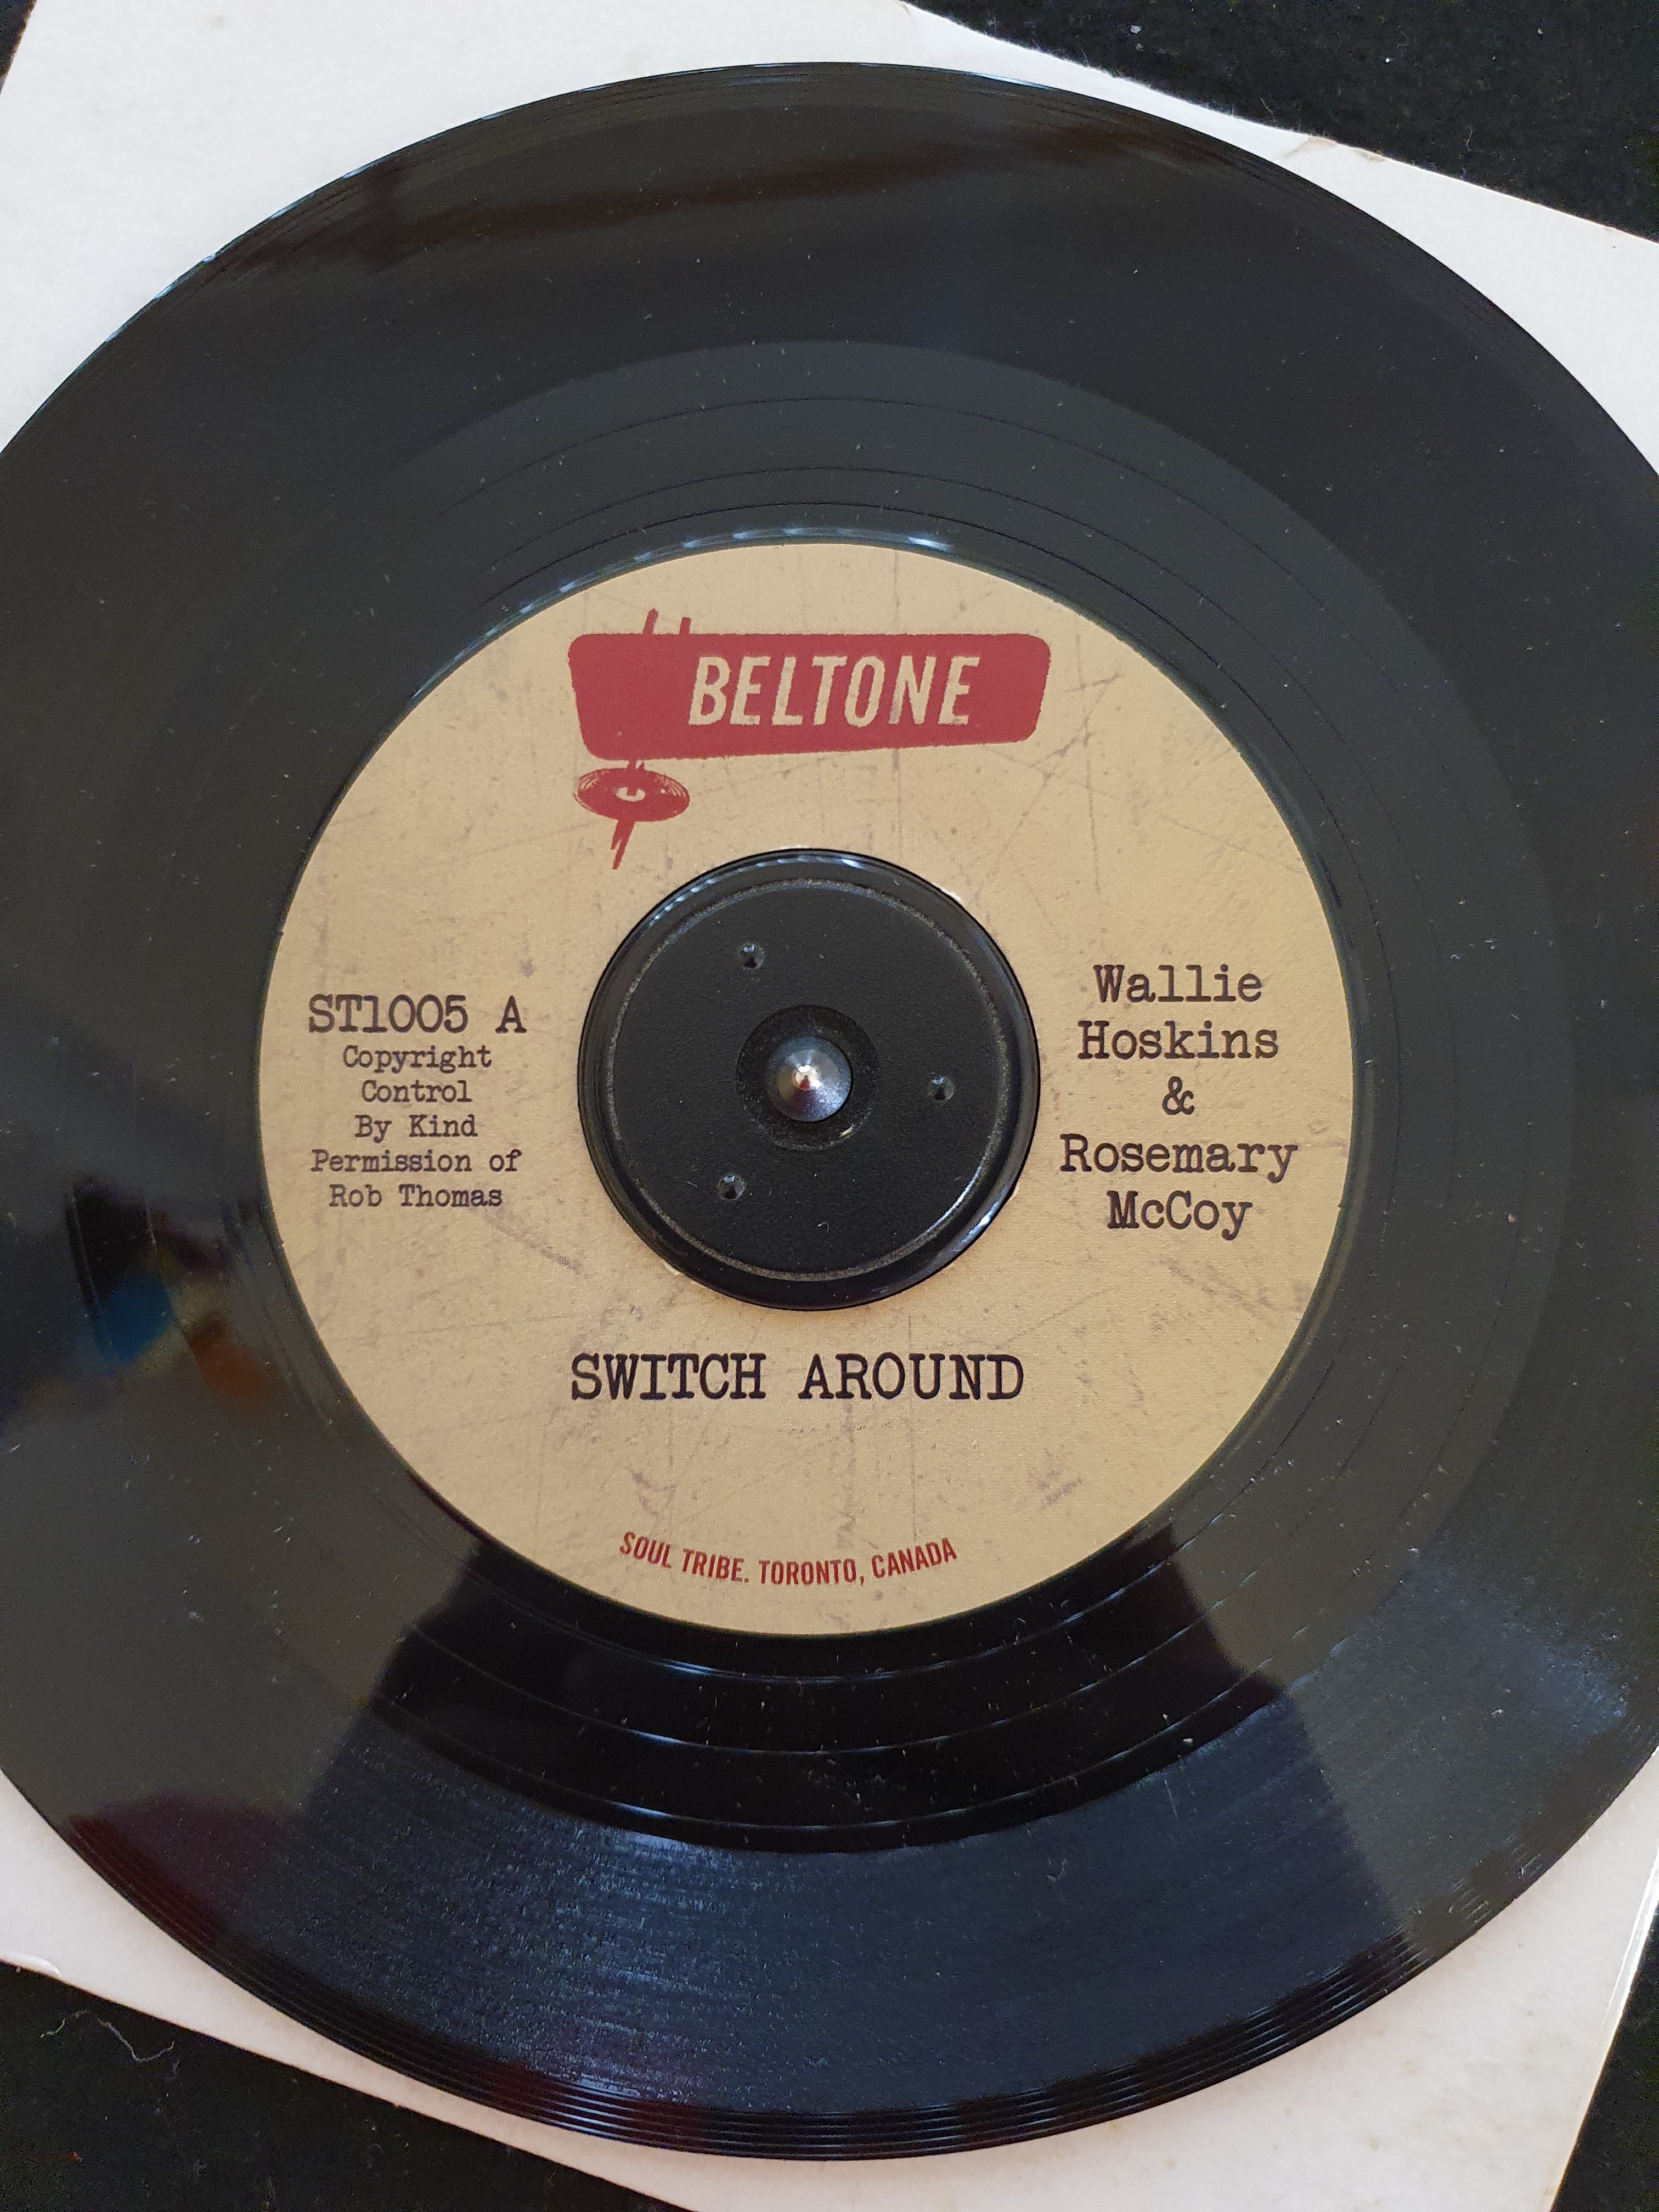 BELTONE
ST1005 A
Copyright
Control
By Kind
Permission of
Rob Thomas
Wallie
Hoskins
&
Rosemary
McCoy
SWITCH AROUND
SOUL TRIBE. TORONTO, CANADA